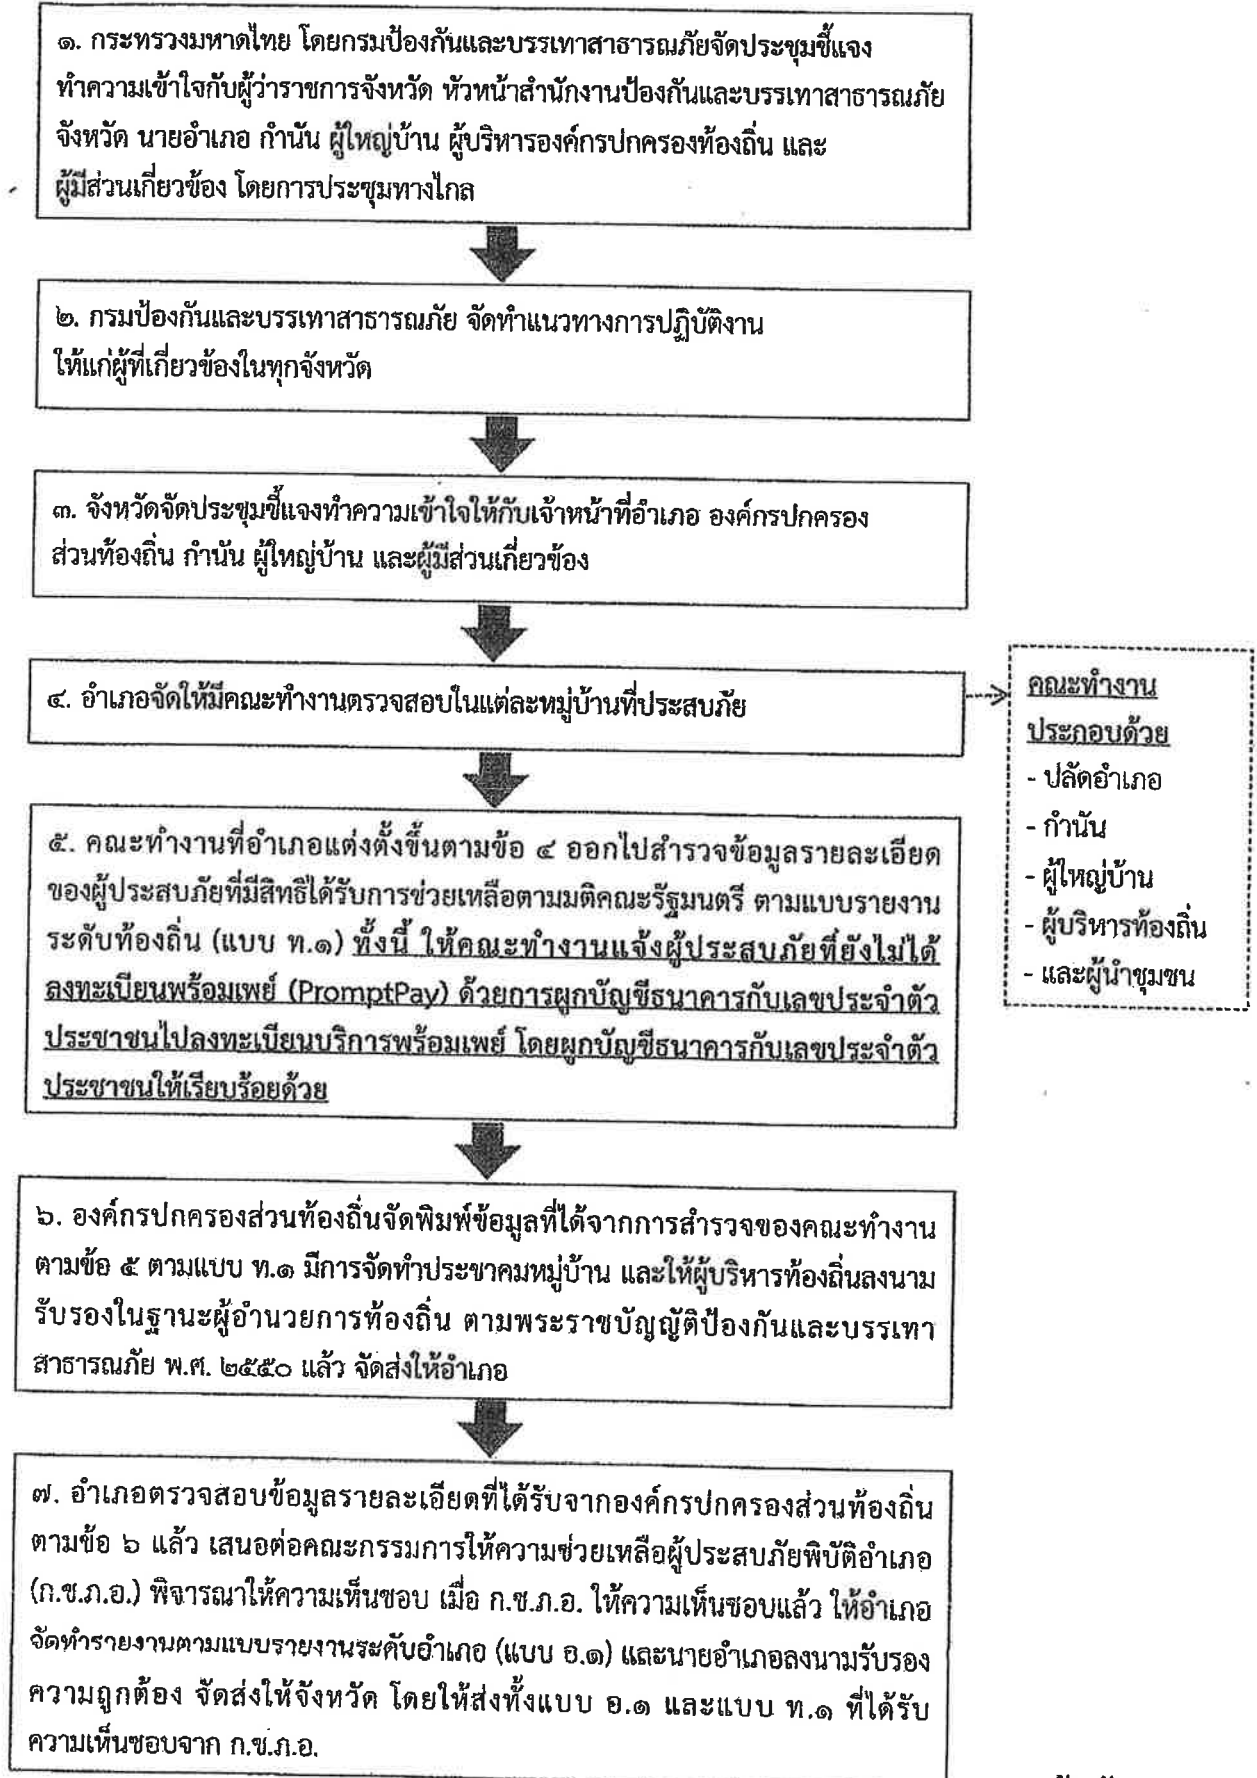 ๑. กระทรวงมหาดไทย โดยกรมป้องกันและบรรเทาสาธารณภัยจัดประชุมชี้แจง
ทำความเข้าใจกับผู้ว่าราชการจังหวัด หัวหน้าสำนักงานป้องกันและบรรเทาสาธารณภัย
จังหวัด นายอำเภอ กำนัน ผู้ใหญ่บ้าน ผู้บริหารองค์กรปกครองท้องถิ่น และ
ผู้มีส่วนเกี่ยวข้อง โดยการประชุมทางไกล
๒. กรมป้องกันและบรรเทาสาธารณภัย จัดทำแนวทางการปฏิบัติงาน
ให้แก่ผู้ที่เกี่ยวข้องในทุกจังหวัด
๓. จังหวัดจัดประชุมชี้แจงทำความเข้าใจให้กับเจ้าหน้าที่อำเภอ องค์กรปกครอง
ส่วนท้องถิ่น กำนัน ผู้ใหญ่บ้าน และผู้มีส่วนเกี่ยวข้อง
๔. อำเภอจัดให้มีคณะทำงานตรวจสอบในแต่ละหมู่บ้านที่ประสบภัย
คณะทำงาน
ประกอบด้วย
- ปลัดอำเภอ
- กำนัน
- ผู้ใหญ่บ้าน
- ผู้บริหารท้องถิ่น
- และผู้นำชุมชน
๕. คณะทำงานที่อำเภอแต่งตั้งขึ้นตามข้อ ๔ ออกไปสำรวจข้อมูลรายละเอียด
ของผู้ประสบภัยที่มีสิทธิได้รับการช่วยเหลือตามมติคณะรัฐมนตรี ตามแบบรายงาน
ระดับท้องถิ่น (แบบ ท.๑) ทั้งนี้ ให้คณะทำงานแจ้งผู้ประสบภัยที่ยังไม่ได้
ลงทะเบียนพร้อมเพย์ (PromptPay) ด้วยการผูกบัญชีธนาคารกับเลขประจำตัว
ประชาชนไปลงทะเบียนบริการพร้อมเพย์ โดยผูกบัญชีธนาคารกับเลขประจำตัว
ประชาชนให้เรียบร้อยด้วย
๖. องค์กรปกครองส่วนท้องถิ่นจัดพิมพ์ข้อมูลที่ได้จากการสำรวจของคณะทำงาน
ตามข้อ ๕ ตามแบบ ท.๑ มีการจัดทำประชาคมหมู่บ้าน และให้ผู้บริหารท้องถิ่นลงนาม
รับรองในฐานะผู้อำนวยการท้องถิ่น ตามพระราชบัญญัติป้องกันและบรรเทา
สาธารณภัย พ.ศ. ๒๕๕๐ แล้ว จัดส่งให้อำเภอ
๗. อำเภอตรวจสอบข้อมูลรายละเอียดที่ได้รับจากองค์กรปกครองส่วนท้องถิ่น
ตามข้อ ๖ แล้ว เสนอต่อคณะกรรมการให้ความช่วยเหลือผู้ประสบภัยพิบัติอำเภอ
(ก.ช.ภ.อ.) พิจารณาให้ความเห็นชอบ เมื่อ ก.ช.ภ.อ. ให้ความเห็นชอบแล้ว ให้อำเภอ
จัดทำรายงานตามแบบรายงานระดับอำเภอ (แบบ อ.๑) และนายอำเภอลงนามรับรอง
ความถูกต้อง จัดส่งให้จังหวัด โดยให้ส่งทั้งแบบ อ.๑ และแบบ ท.๑ ที่ได้รับ
ความเห็นชอบจาก ก.ช.ภ.อ.